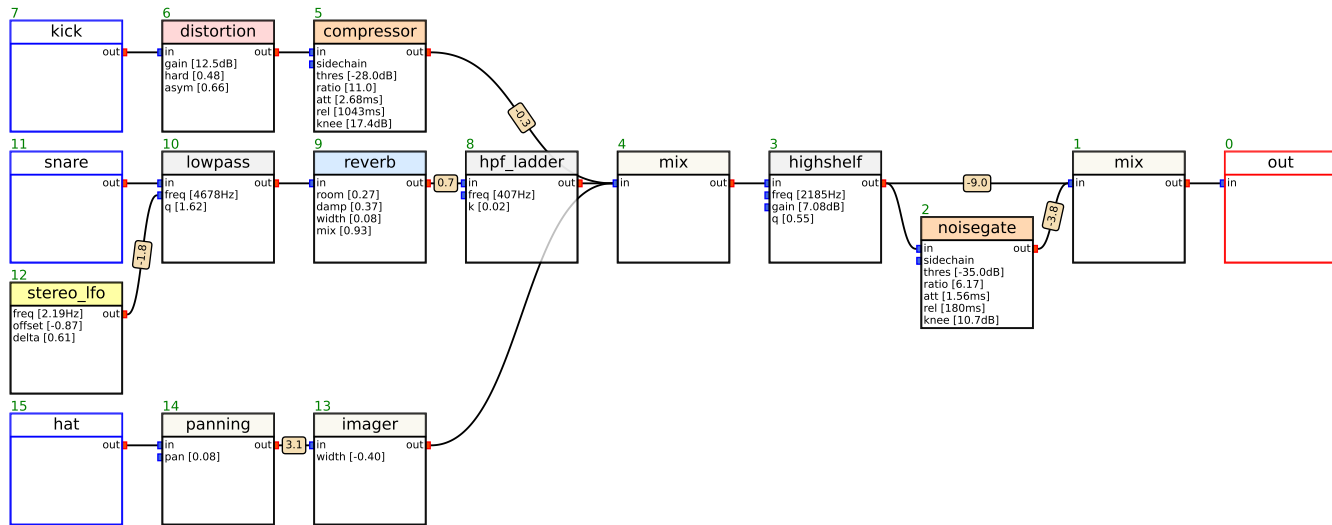 7
kick
out
6
distortion
in out
gain [12.5dB]
hard [0.48]
asym [0.66]
5
compressor
in out
sidechain
thres [-28.0dB]
ratio [11.0]
att [2.68ms]
rel [1043ms]
knee [17.4dB]
-0.3
11
snare
out
10
lowpass
in out
freq [4678Hz]
q [1.62]
9
reverb
in out
room [0.27]
damp [0.37]
width [0.08]
mix [0.93]
0.7
8
hpf_ladder
in out
freq [407Hz]
k [0.02]
4
mix
in out
3
highshelf
in out
freq [2185Hz]
gain [7.08dB]
q [0.55]
-9.0
2
noisegate
in out
sidechain
thres [-35.0dB]
ratio [6.17]
att [1.56ms]
rel [180ms]
knee [10.7dB]
-3.8
1
mix
in out
0
out
in
12
stereo_lfo
freq [2.19Hz] out
offset [-0.87]
delta [0.61]
-1.8
15
hat
out
14
panning
in out
pan [0.08]
3.1
13
imager
in out
width [-0.40]